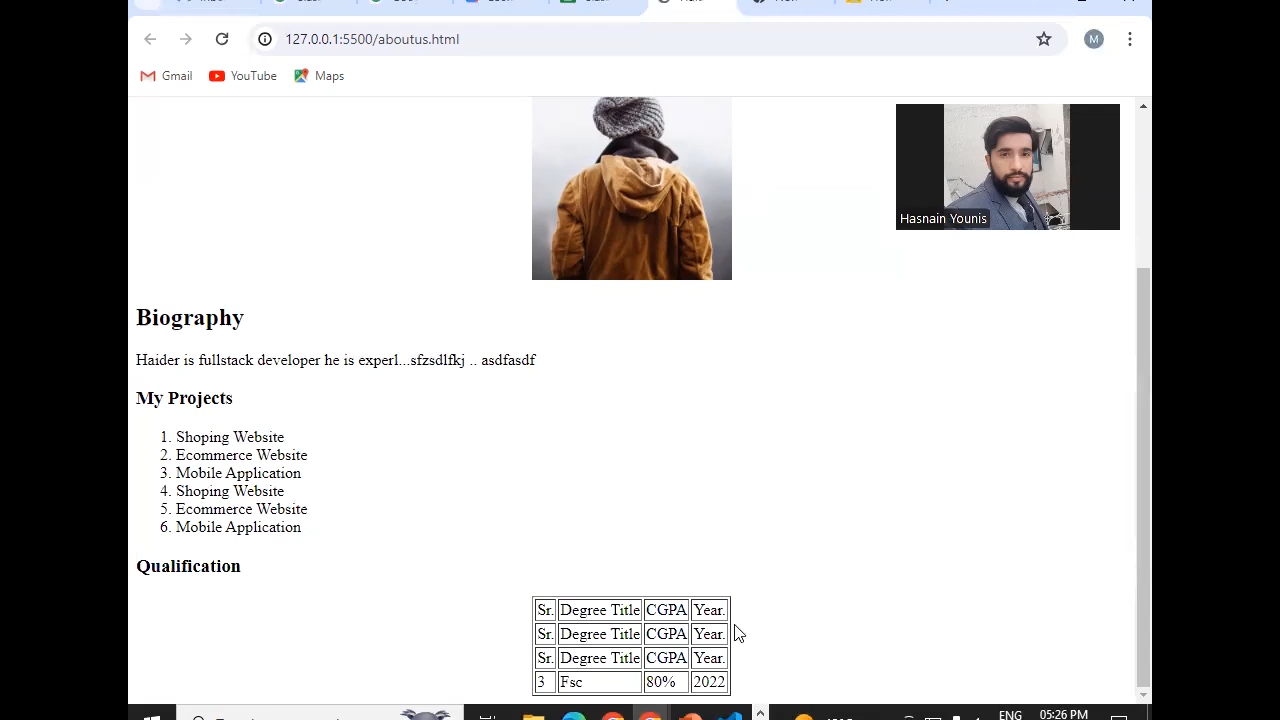 127.0.0.1:5500/aboutus.html
M
Gmail YouTube Maps
Hasnain Younis
Biography
Haider is fullstack developer he is experl...sfzsdlfkj .. asdfasdf
My Projects
1. Shoping Website
2. Ecommerce Website
3. Mobile Application
4. Shoping Website
5. Ecommerce Website
6. Mobile Application
Qualification
Sr. Degree Title CGPA Year.
Sr. Degree Title CGPA Year.
Sr. Degree Title CGPA Year.
3 Fsc 80% 2022
ENG 05:26 PM